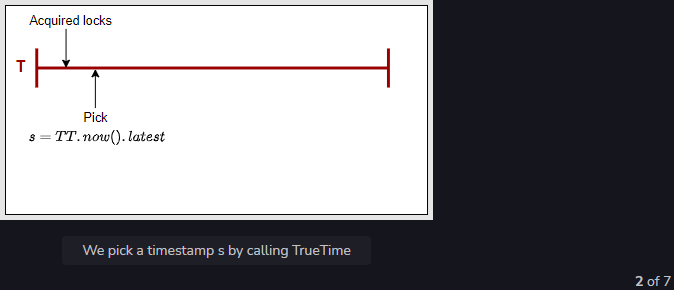 Acquired locks
T
Pick
s = TT.now().latest
We pick a timestamp s by calling TrueTime
2 of 7